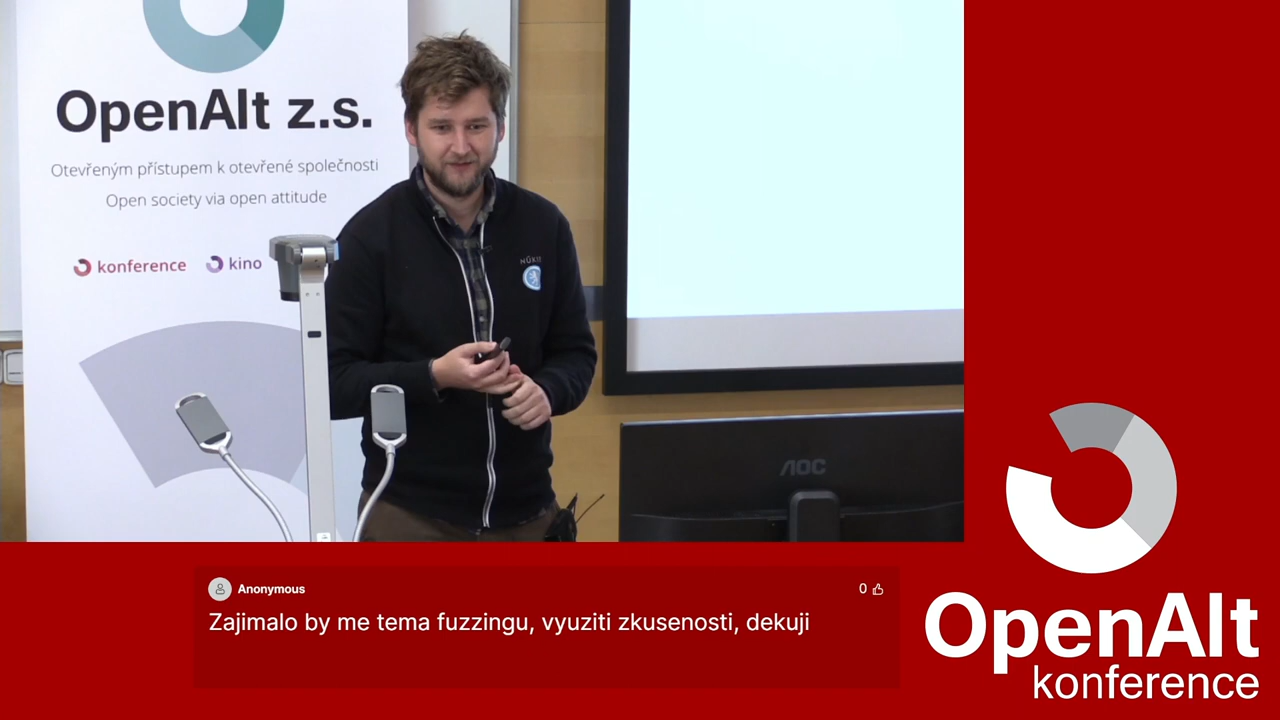 OpenAlt z.s.
Otevřeným přístupem k otevřené společnosti
Open society via open attitude
konference kino
NÚKIB
AOC
Anonymous
0
Zajimalo by me tema fuzzingu, vyuziti zkusenosti, dekuji
OpenAlt
konference